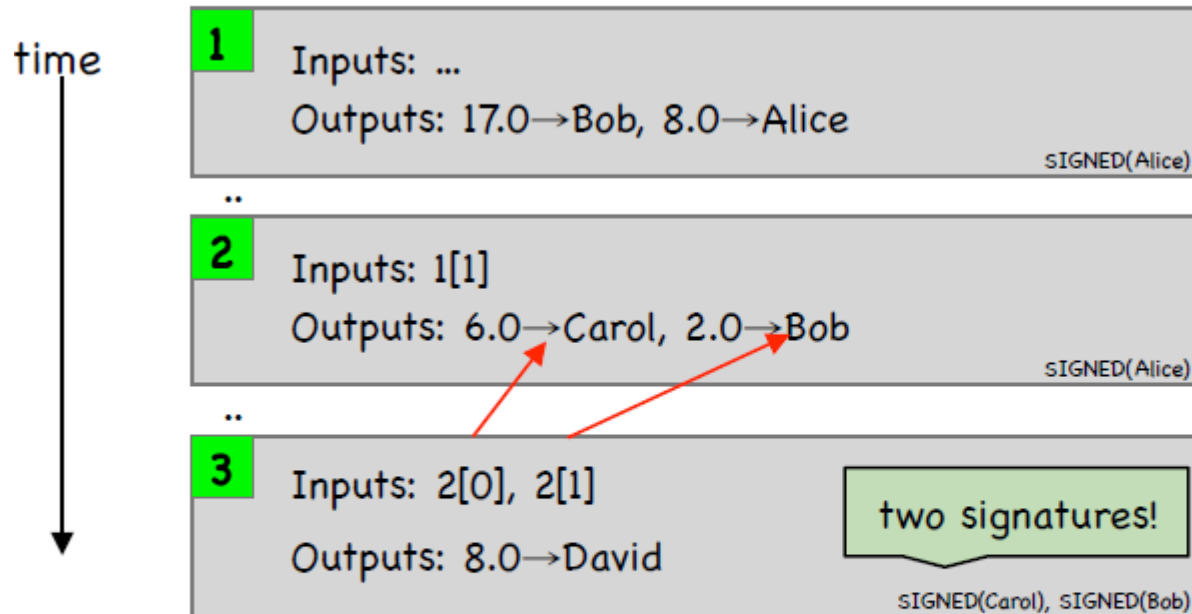 time
1
Inputs: ...
Outputs: 17.0→Bob, 8.0→Alice
SIGNED(Alice)
..
2
Inputs: 1[1]
Outputs: 6.0→Carol, 2.0→Bob
SIGNED(Alice)
..
3
Inputs: 2[0], 2[1]
two signatures!
Outputs: 8.0→David
SIGNED(Carol), SIGNED(Bob)